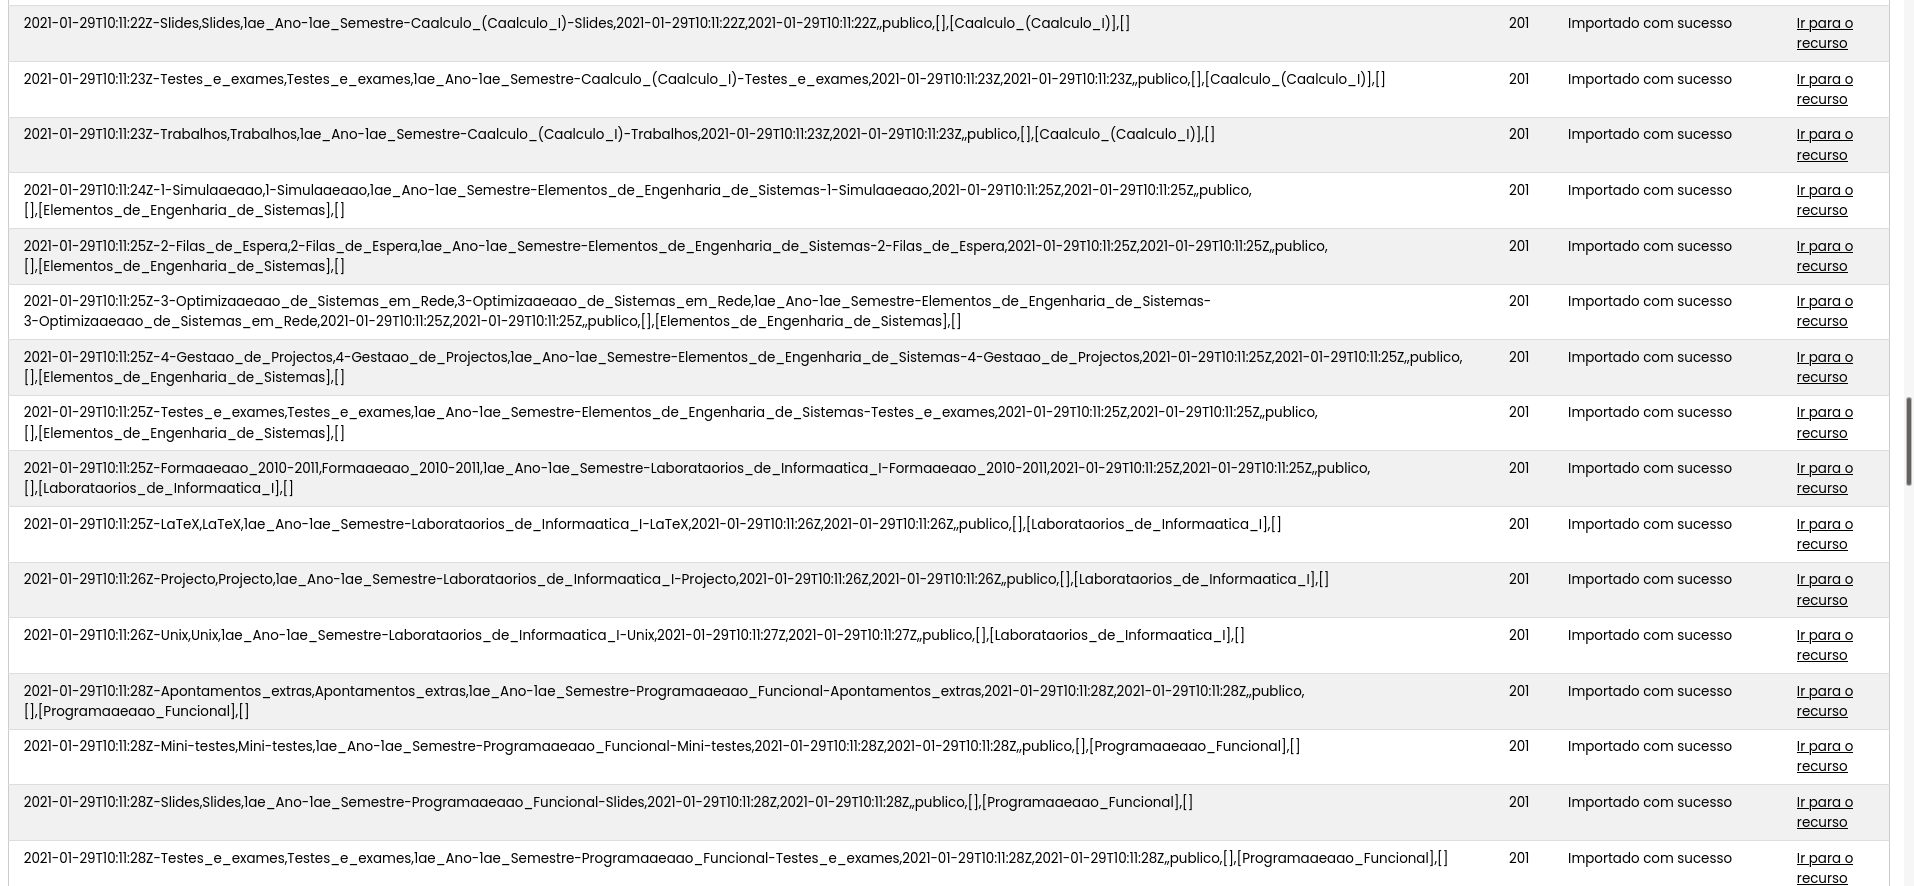 2021-01-29T10:11:22Z-Slides,Slides,1ae_Ano-1ae_Semestre-Caalculo_(Caalculo_I)-Slides,2021-01-29T10:11:22Z,2021-01-29T10:11:22Z,,publico,[],[Caalculo_(Caalculo_I)],[] 201 Importado com sucesso Ir para o
recurso
2021-01-29T10:11:23Z-Testes_e_exames,Testes_e_exames,1ae_Ano-1ae_Semestre-Caalculo_(Caalculo_I)-Testes_e_exames,2021-01-29T10:11:23Z,2021-01-29T10:11:23Z,,publico,[],[Caalculo_(Caalculo_I)],[] 201 Importado com sucesso Ir para o
recurso
2021-01-29T10:11:23Z-Trabalhos,Trabalhos,1ae_Ano-1ae_Semestre-Caalculo_(Caalculo_I)-Trabalhos,2021-01-29T10:11:23Z,2021-01-29T10:11:23Z,,publico,[],[Caalculo_(Caalculo_I)],[] 201 Importado com sucesso Ir para o
recurso
2021-01-29T10:11:24Z-1-Simulaaeaao,1-Simulaaeaao,1ae_Ano-1ae_Semestre-Elementos_de_Engenharia_de_Sistemas-1-Simulaaeaao,2021-01-29T10:11:25Z,2021-01-29T10:11:25Z,,publico, 201 Importado com sucesso Ir para o
[],[Elementos_de_Engenharia_de_Sistemas],[] recurso
2021-01-29T10:11:25Z-2-Filas_de_Espera,2-Filas_de_Espera,1ae_Ano-1ae_Semestre-Elementos_de_Engenharia_de_Sistemas-2-Filas_de_Espera,2021-01-29T10:11:25Z,2021-01-29T10:11:25Z,,publico, 201 Importado com sucesso Ir para o
[],[Elementos_de_Engenharia_de_Sistemas],[] recurso
2021-01-29T10:11:25Z-3-Optimizaaeaao_de_Sistemas_em_Rede,3-Optimizaaeaao_de_Sistemas_em_Rede,1ae_Ano-1ae_Semestre-Elementos_de_Engenharia_de_Sistemas- 201 Importado com sucesso Ir para o
3-Optimizaaeaao_de_Sistemas_em_Rede,2021-01-29T10:11:25Z,2021-01-29T10:11:25Z,,publico,[],[Elementos_de_Engenharia_de_Sistemas],[] recurso
2021-01-29T10:11:25Z-4-Gestaao_de_Projectos,4-Gestaao_de_Projectos,1ae_Ano-1ae_Semestre-Elementos_de_Engenharia_de_Sistemas-4-Gestaao_de_Projectos,2021-01-29T10:11:25Z,2021-01-29T10:11:25Z,,publico, 201 Importado com sucesso Ir para o
[],[Elementos_de_Engenharia_de_Sistemas],[] recurso
2021-01-29T10:11:25Z-Testes_e_exames,Testes_e_exames,1ae_Ano-1ae_Semestre-Elementos_de_Engenharia_de_Sistemas-Testes_e_exames,2021-01-29T10:11:25Z,2021-01-29T10:11:25Z,,publico, 201 Importado com sucesso Ir para o
[],[Elementos_de_Engenharia_de_Sistemas],[] recurso
2021-01-29T10:11:25Z-Formaaeaao_2010-2011,Formaaeaao_2010-2011,1ae_Ano-1ae_Semestre-Laborataorios_de_Informaatica_I-Formaaeaao_2010-2011,2021-01-29T10:11:25Z,2021-01-29T10:11:25Z,,publico, 201 Importado com sucesso Ir para o
[],[Laborataorios_de_Informaatica_I],[] recurso
2021-01-29T10:11:25Z-LaTeX,LaTeX,1ae_Ano-1ae_Semestre-Laborataorios_de_Informaatica_I-LaTeX,2021-01-29T10:11:26Z,2021-01-29T10:11:26Z,,publico,[],[Laborataorios_de_Informaatica_I],[] 201 Importado com sucesso Ir para o
recurso
2021-01-29T10:11:26Z-Projecto,Projecto,1ae_Ano-1ae_Semestre-Laborataorios_de_Informaatica_I-Projecto,2021-01-29T10:11:26Z,2021-01-29T10:11:26Z,,publico,[],[Laborataorios_de_Informaatica_I],[] 201 Importado com sucesso Ir para o
recurso
2021-01-29T10:11:26Z-Unix,Unix,1ae_Ano-1ae_Semestre-Laborataorios_de_Informaatica_I-Unix,2021-01-29T10:11:27Z,2021-01-29T10:11:27Z,,publico,[],[Laborataorios_de_Informaatica_I],[] 201 Importado com sucesso Ir para o
recurso
2021-01-29T10:11:28Z-Apontamentos_extras,Apontamentos_extras,1ae_Ano-1ae_Semestre-Programaaeaao_Funcional-Apontamentos_extras,2021-01-29T10:11:28Z,2021-01-29T10:11:28Z,,publico, 201 Importado com sucesso Ir para o
[],[Programaaeaao_Funcional],[] recurso
2021-01-29T10:11:28Z-Mini-testes,Mini-testes,1ae_Ano-1ae_Semestre-Programaaeaao_Funcional-Mini-testes,2021-01-29T10:11:28Z,2021-01-29T10:11:28Z,,publico,[],[Programaaeaao_Funcional],[] 201 Importado com sucesso Ir para o
recurso
2021-01-29T10:11:28Z-Slides,Slides,1ae_Ano-1ae_Semestre-Programaaeaao_Funcional-Slides,2021-01-29T10:11:28Z,2021-01-29T10:11:28Z,,publico,[],[Programaaeaao_Funcional],[] 201 Importado com sucesso Ir para o
recurso
2021-01-29T10:11:28Z-Testes_e_exames,Testes_e_exames,1ae_Ano-1ae_Semestre-Programaaeaao_Funcional-Testes_e_exames,2021-01-29T10:11:28Z,2021-01-29T10:11:28Z,,publico,[],[Programaaeaao_Funcional],[] 201 Importado com sucesso Ir para o
recurso